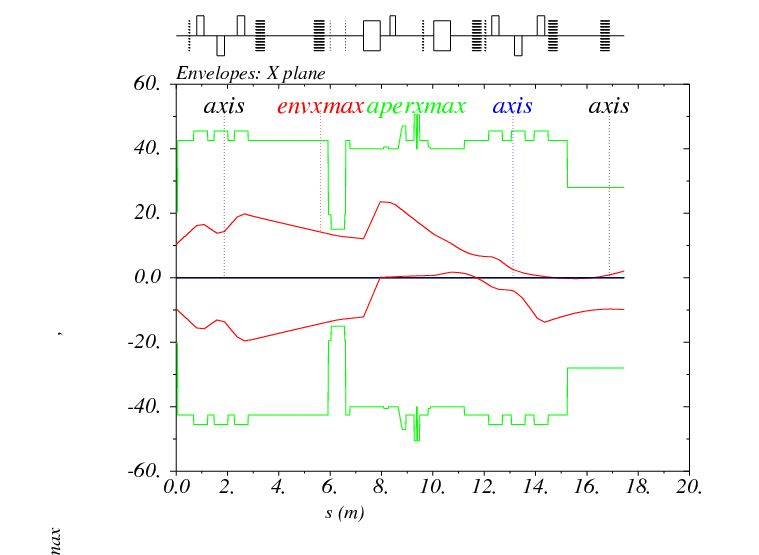 Envelopes: X plane
60.
axis envxmax aperxmax axis axis
40.
20.
0.0
-20.
,
-40.
-60.
0.0 2. 4. 6. 8. 10. 12. 14. 16. 18. 20.
s (m)
max